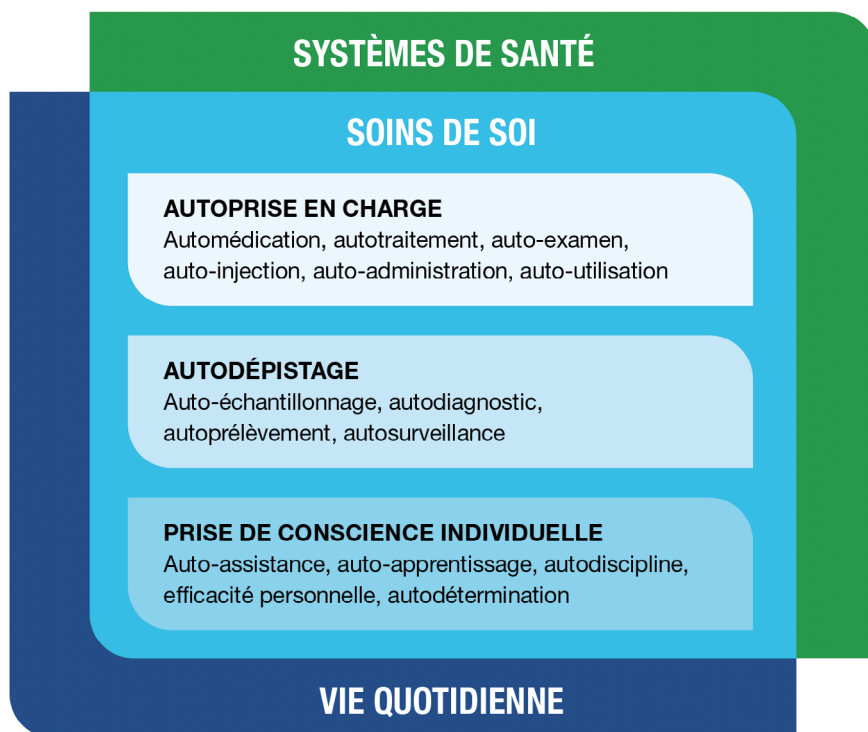 SYSTÈMES DE SANTÉ
SOINS DE SOI
AUTOPRISE EN CHARGE
Automédication, autotraitement, auto-examen,
auto-injection, auto-administration, auto-utilisation
AUTODÉPISTAGE
Auto-échantillonnage, autodiagnostic,
autoprélèvement, autosurveillance
PRISE DE CONSCIENCE INDIVIDUELLE
Auto-assistance, auto-apprentissage, autodiscipline,
efficacité personnelle, autodétermination
VIE QUOTIDIENNE